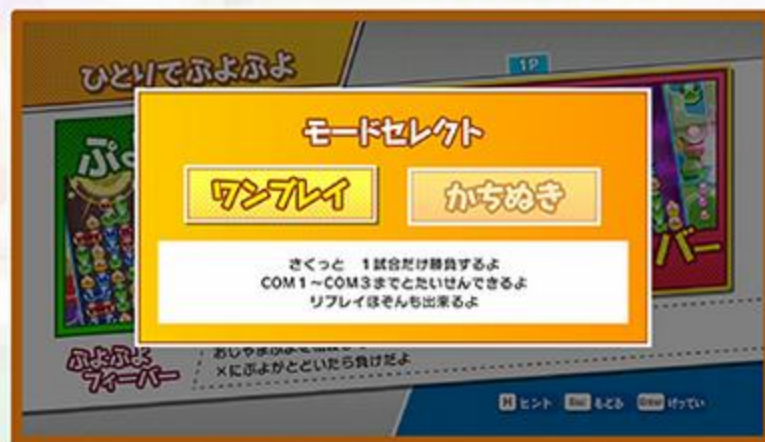 ひとりでぷよぷよ
1P
モードセレクト
ワンプレイ
かちぬき
さくっと 1試合だけ勝負するよ
COM1～COM3までとたいせんできるよ
リプレイほぞんも出来るよ
ぷよぷよ
フィーバー
×にぷよがとどいたら負けだよ
H ヒント Esc もどる Enter けってい